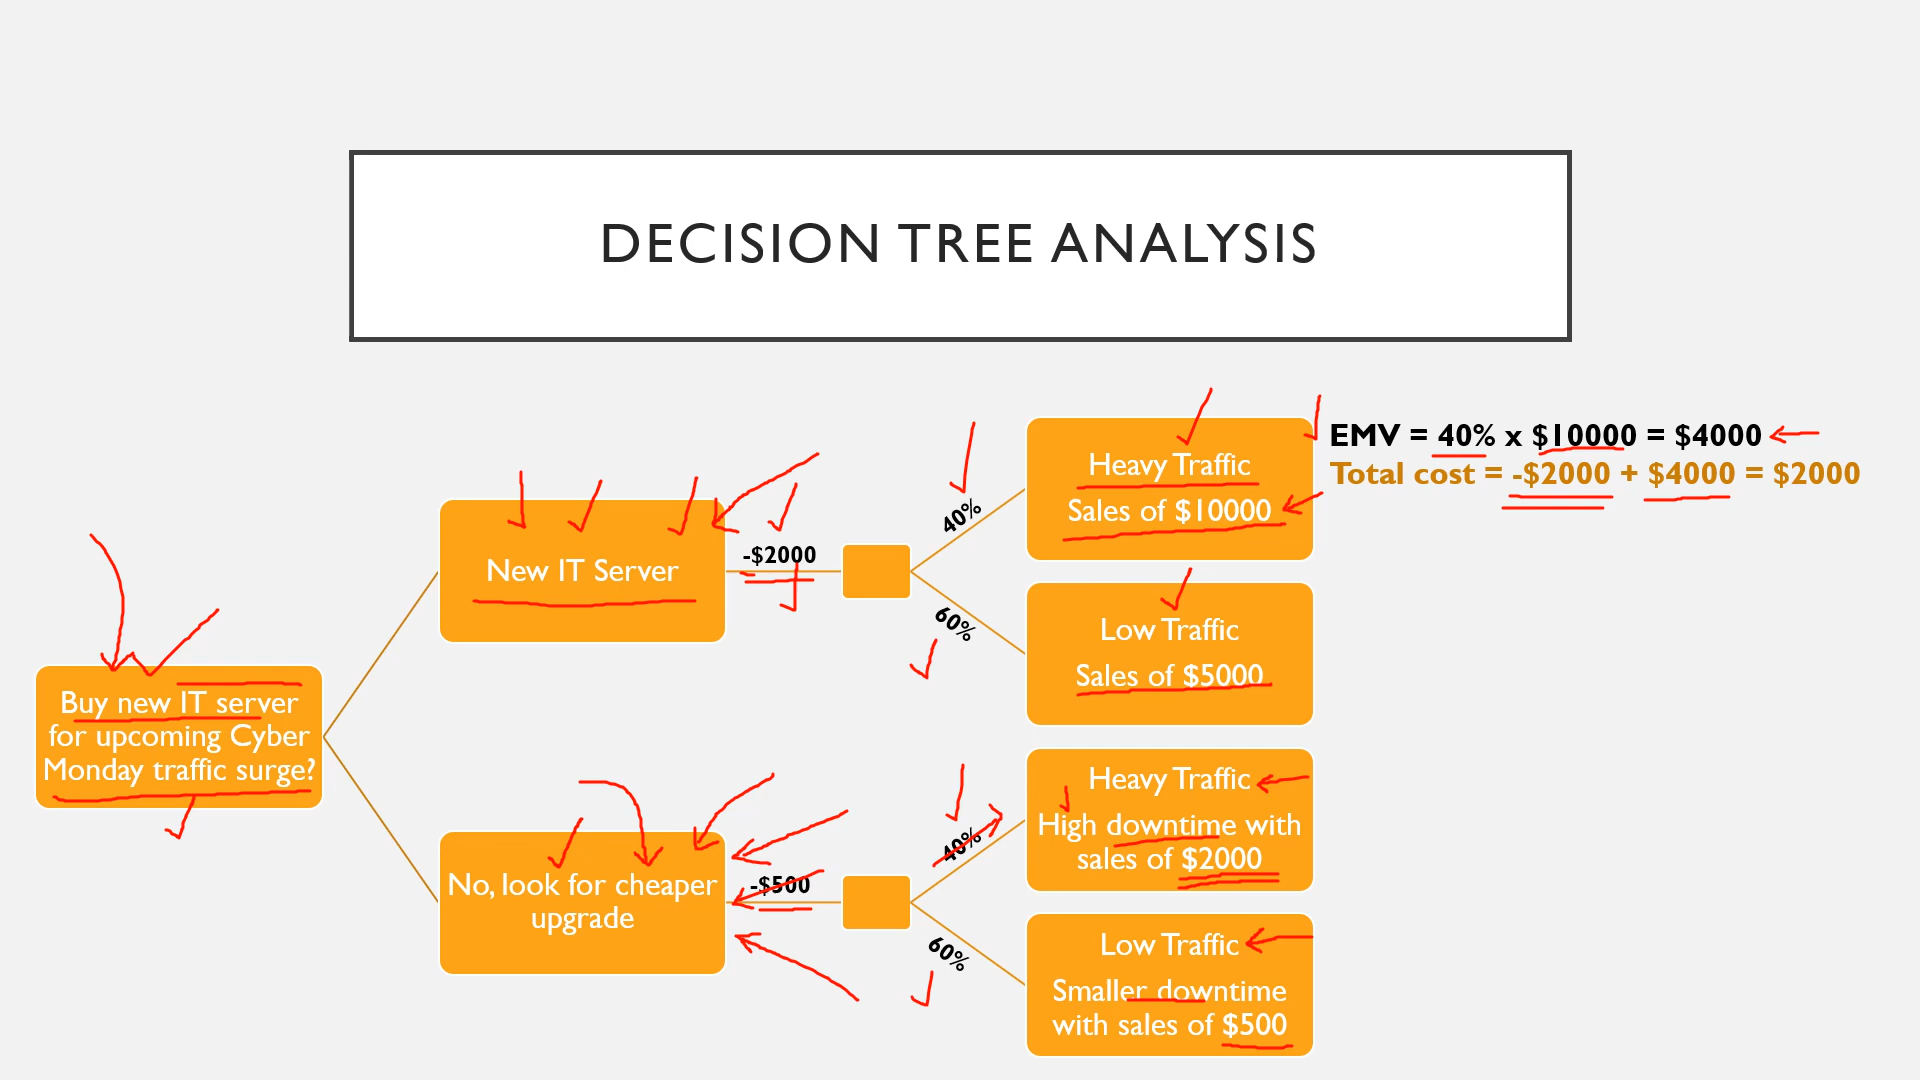 DECISION TREE ANALYSIS
Buy new IT server
for upcoming Cyber
Monday traffic surge?
New IT Server
-$2000
40%
60%
Heavy Traffic
Sales of $10000
EMV = 40% x $10000 = $4000
Total cost = -$2000 + $4000 = $2000
Low Traffic
Sales of $5000
No, look for cheaper
upgrade
-$500
40%
60%
Heavy Traffic
High downtime with
sales of $2000
Low Traffic
Smaller downtime
with sales of $500